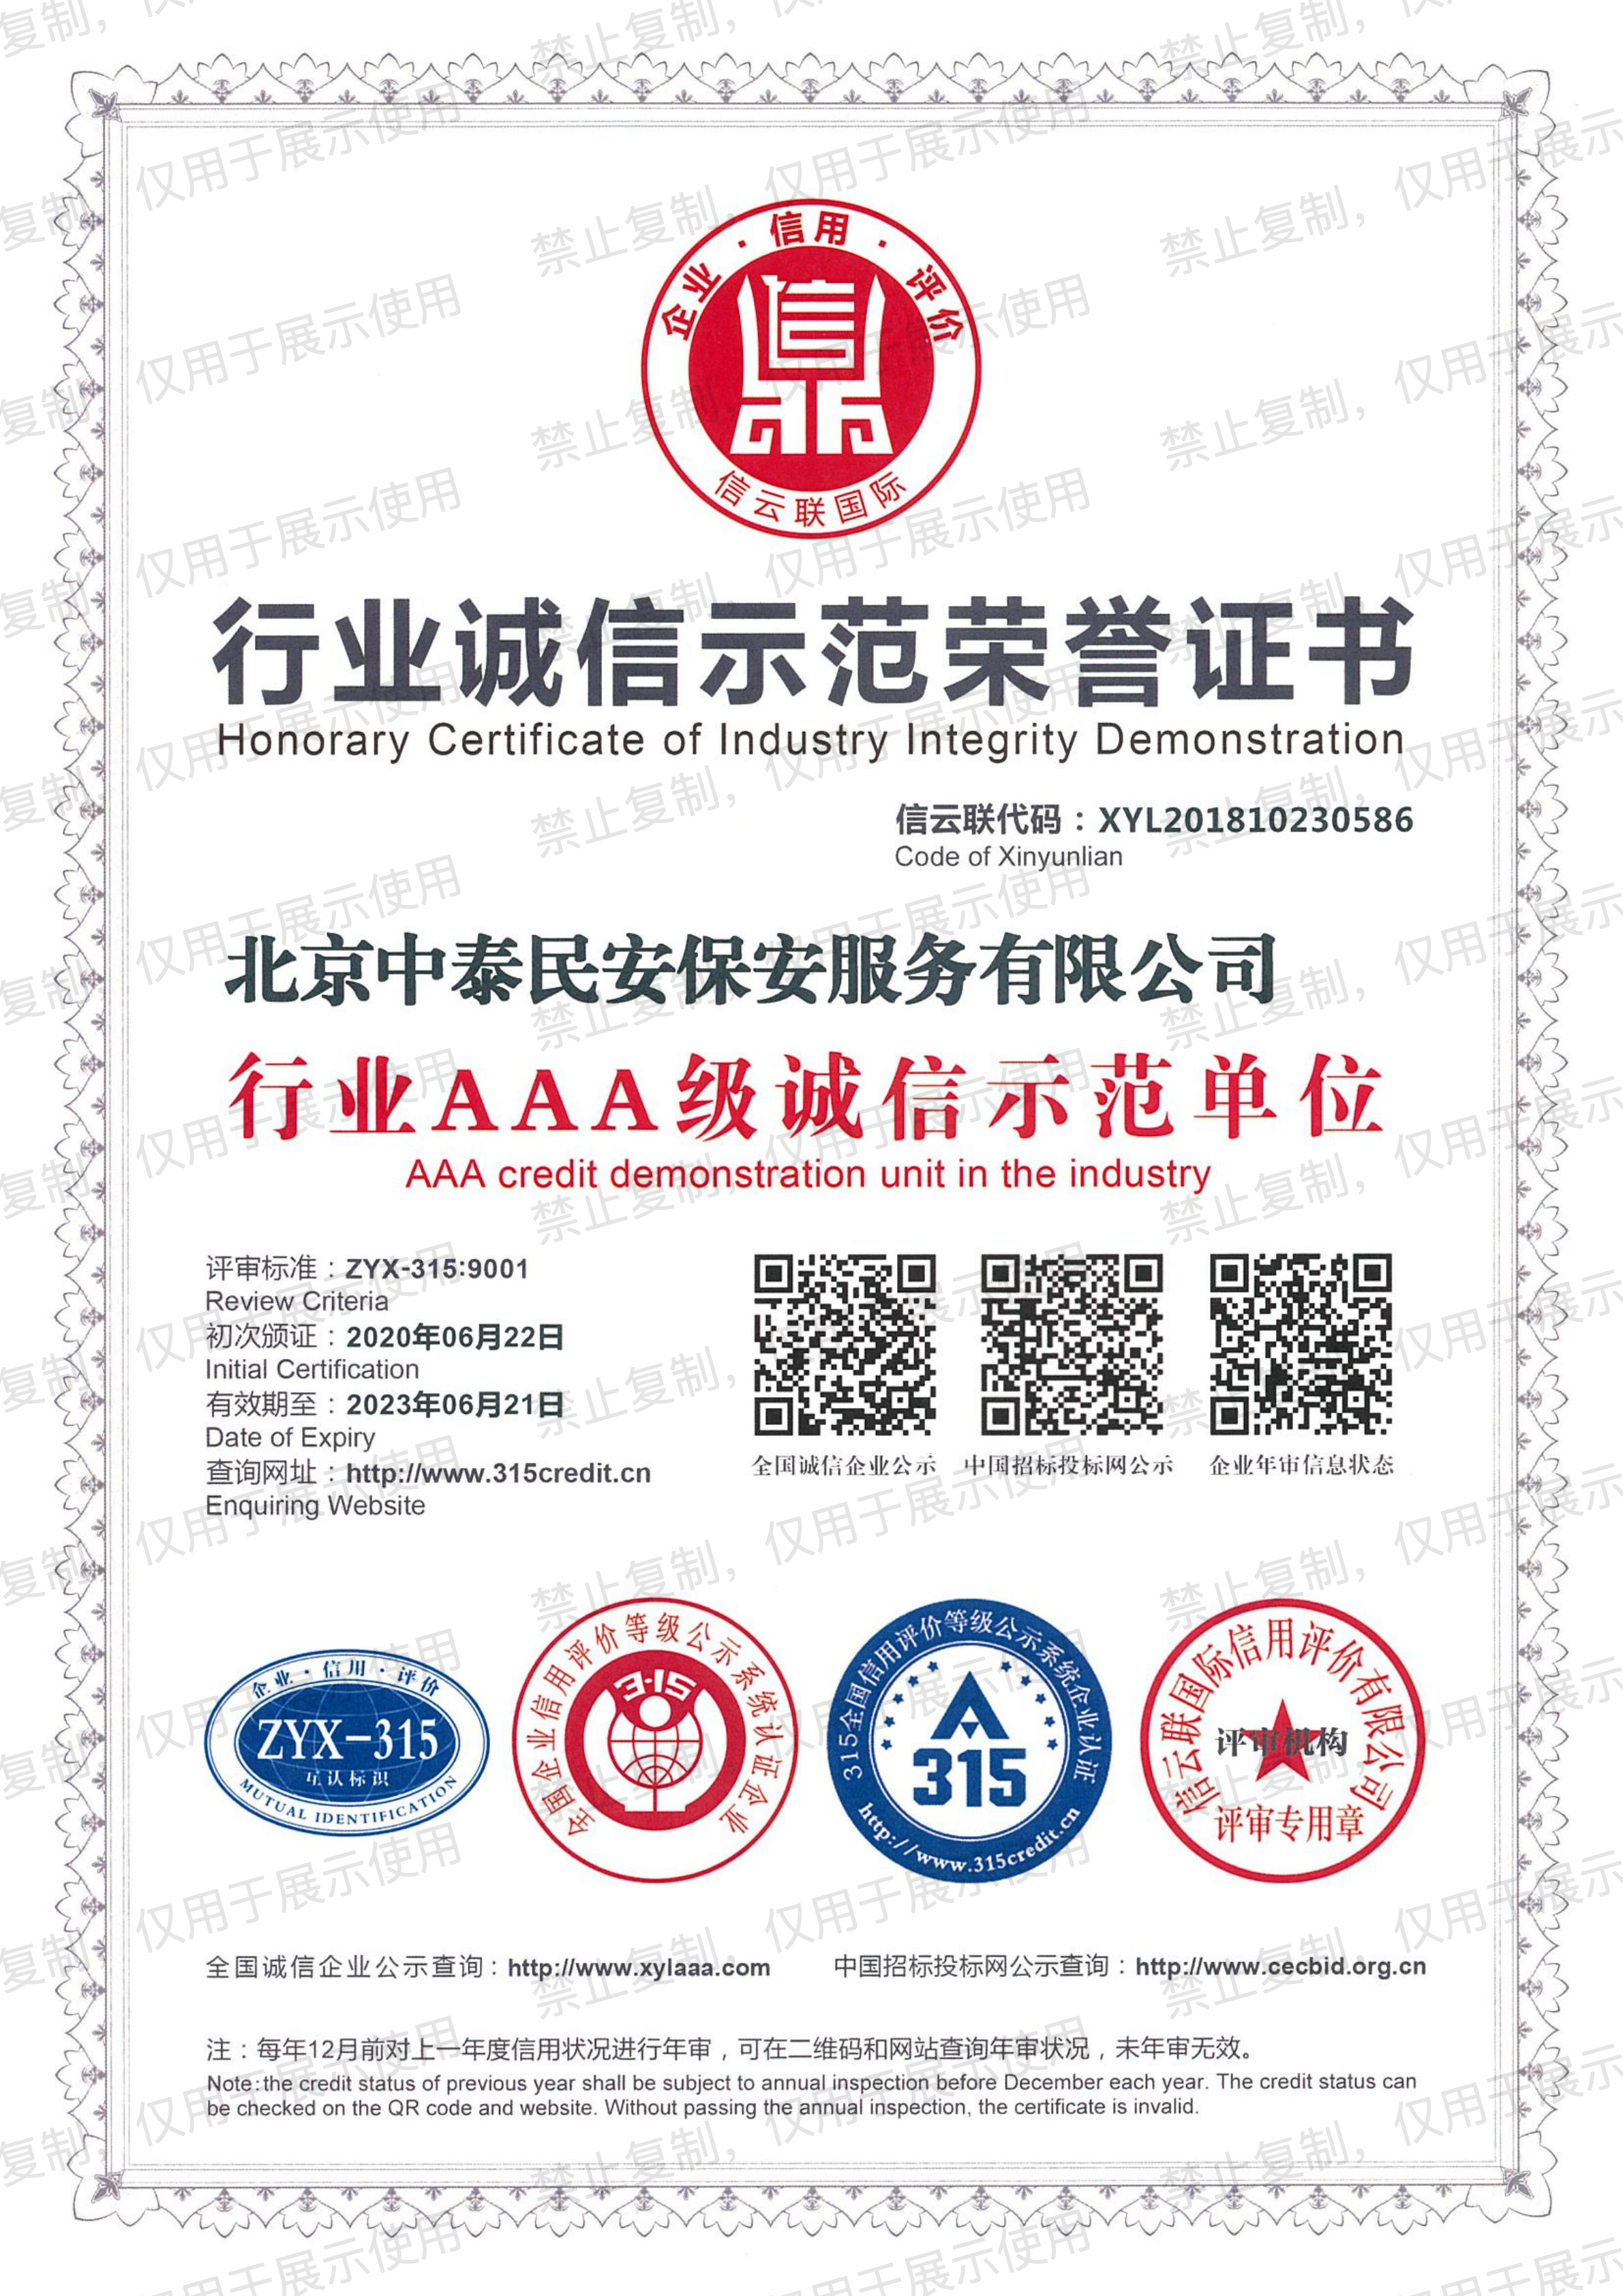 企业·信用·评价
信云联国际
行业诚信示范荣誉证书
Honorary Certificate of Industry Integrity Demonstration
信云联代码：XYL201810230586
Code of Xinyunlian
北京中泰民安保安服务有限公司
行业AAA级诚信示范单位
AAA credit demonstration unit in the industry
评审标准：ZYX-315:9001
Review Criteria
初次颁证：2020年06月22日
Initial Certification
有效期至：2023年06月21日
Date of Expiry
查询网址：http://www.315credit.cn
Enquiring Website
全国诚信企业公示 中国招标投标网公示 企业年审信息状态
企业·信用·评价
ZYX-315
互认标识
MUTUAL IDENTIFICATION
全国企业信用评价等级公示系统认证企业
3·15
315全国信用评价等级公示系统企业认证
315
http://www.315credit.cn
信云联国际信用评价有限公司
评审机构
评审专用章
全国诚信企业公示查询：http://www.xylaaa.com 中国招标投标网公示查询：http://www.cecbid.org.cn
注：每年12月前对上一年度信用状况进行年审，可在二维码和网站查询年审状况，未年审无效。
Note:the credit status of previous year shall be subject to annual inspection before December each year. The credit status can
be checked on the QR code and website. Without passing the annual inspection, the certificate is invalid.
禁止复制，仅用于展示使用